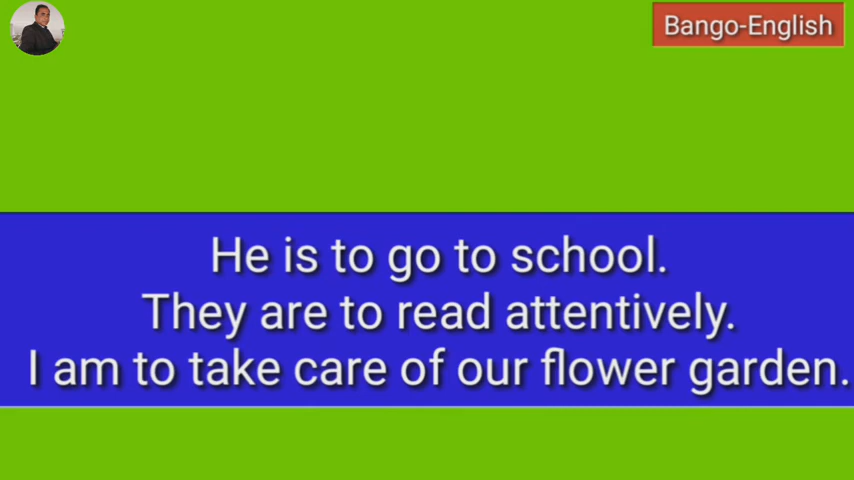 Bango-English
He is to go to school.
They are to read attentively.
I am to take care of our flower garden.